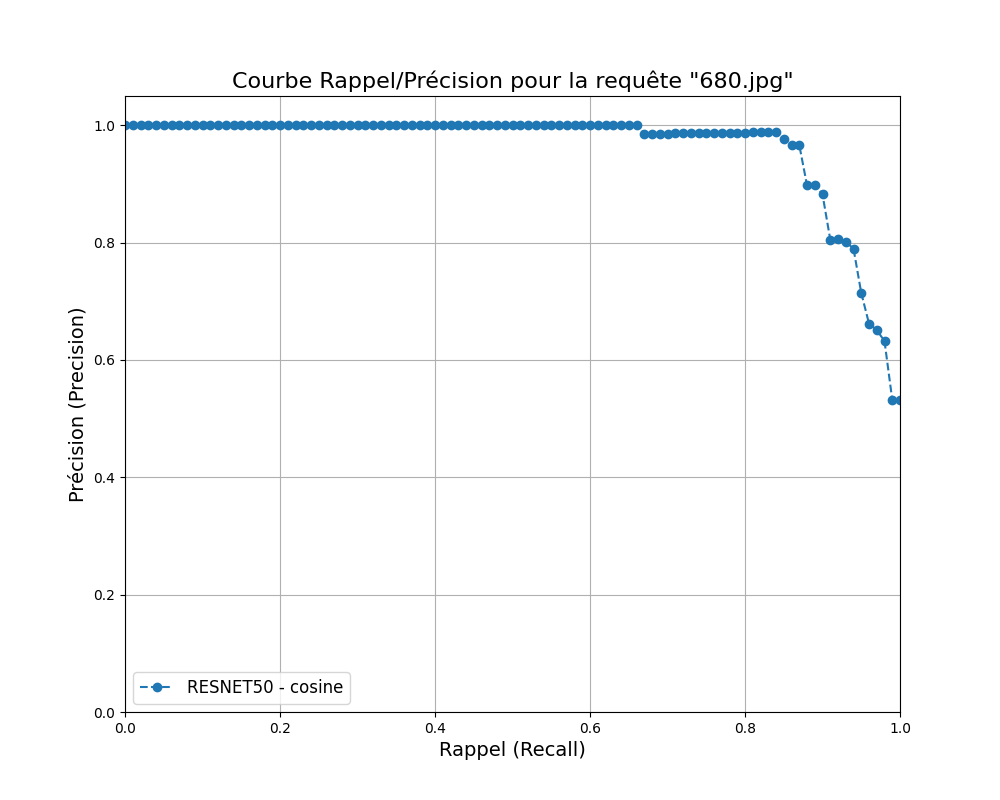 Courbe Rappel/Précision pour la requête "680.jpg"
1.0
0.8
0.6
0.4
0.2
0.0
Précision (Precision)
RESNET50 - cosine
0.0 0.2 0.4 0.6 0.8 1.0
Rappel (Recall)